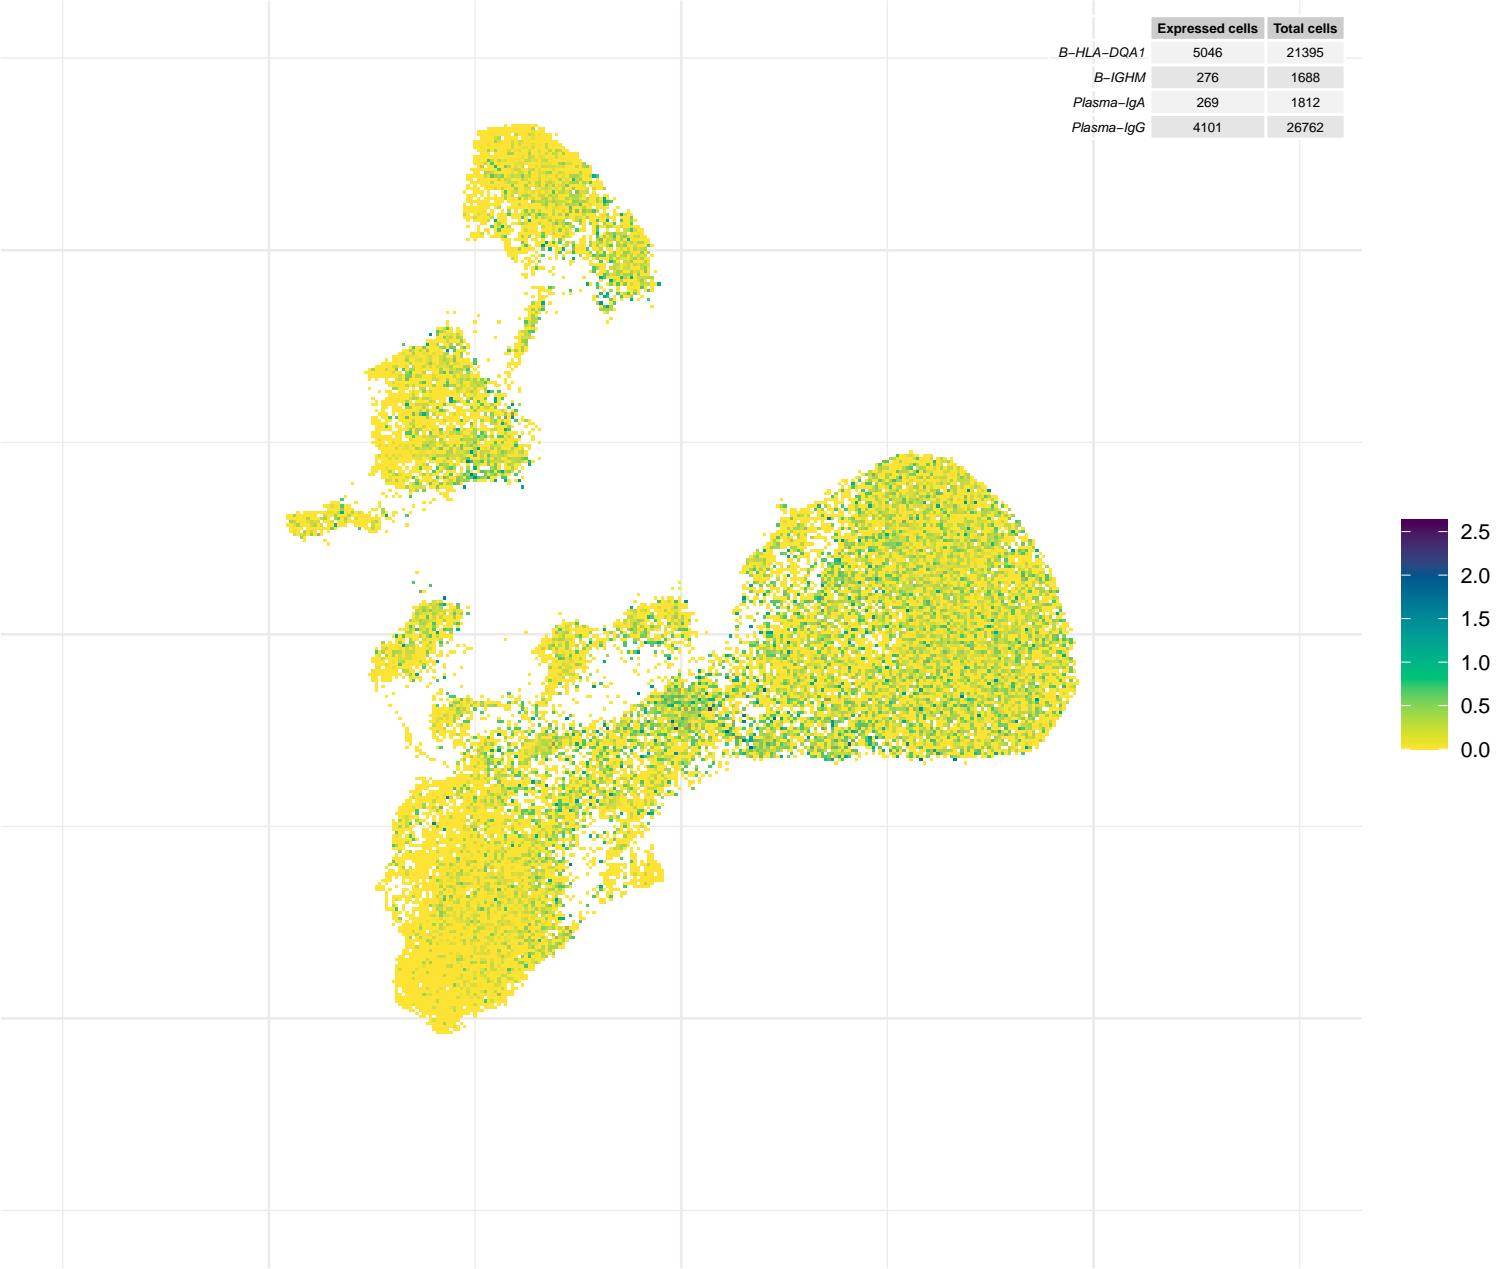 Expressed cells Total cells
B−HLA−DQA1 5046 21395
B−IGHM 276 1688
Plasma−IgA 269 1812
Plasma−IgG 4101 26762
2.5
2.0
1.5
1.0
0.5
0.0